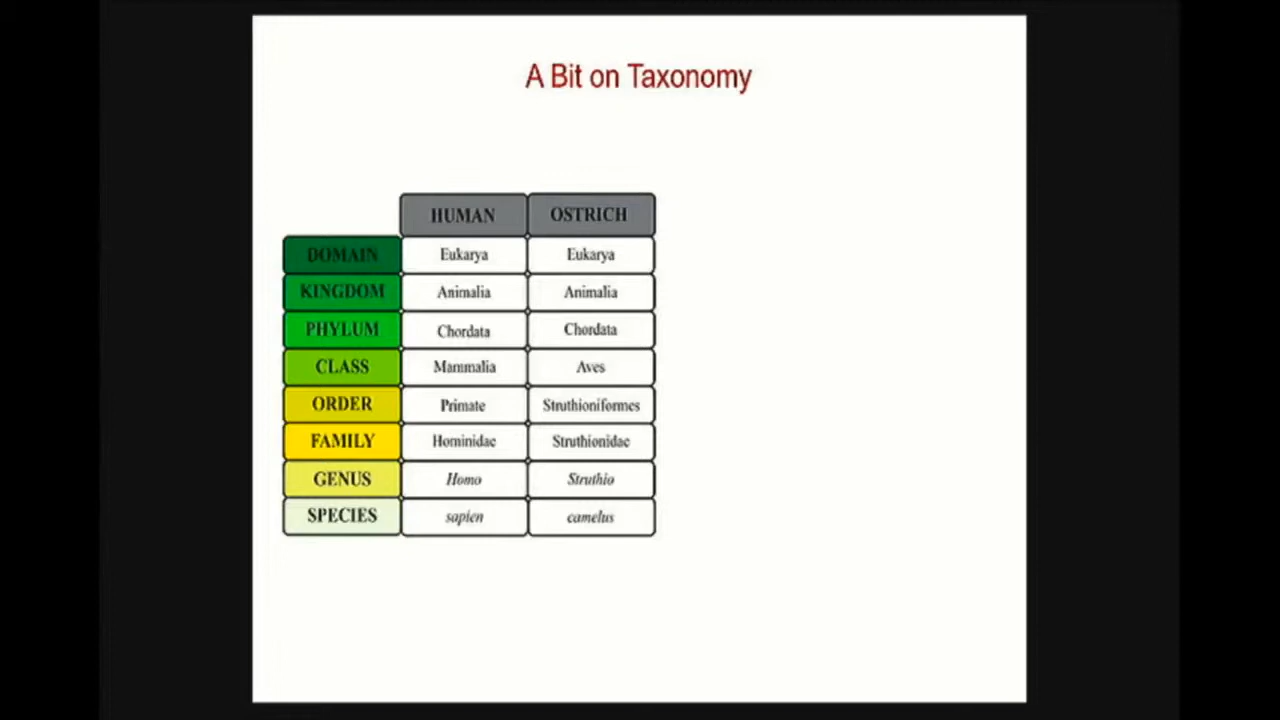 A Bit on Taxonomy
HUMAN OSTRICH
DOMAIN Eukarya Eukarya
KINGDOM Animalia Animalia
PHYLUM Chordata Chordata
CLASS Mammalia Aves
ORDER Primate Struthioniformes
FAMILY Hominidae Struthionidae
GENUS Homo Struthio
SPECIES sapien camelus